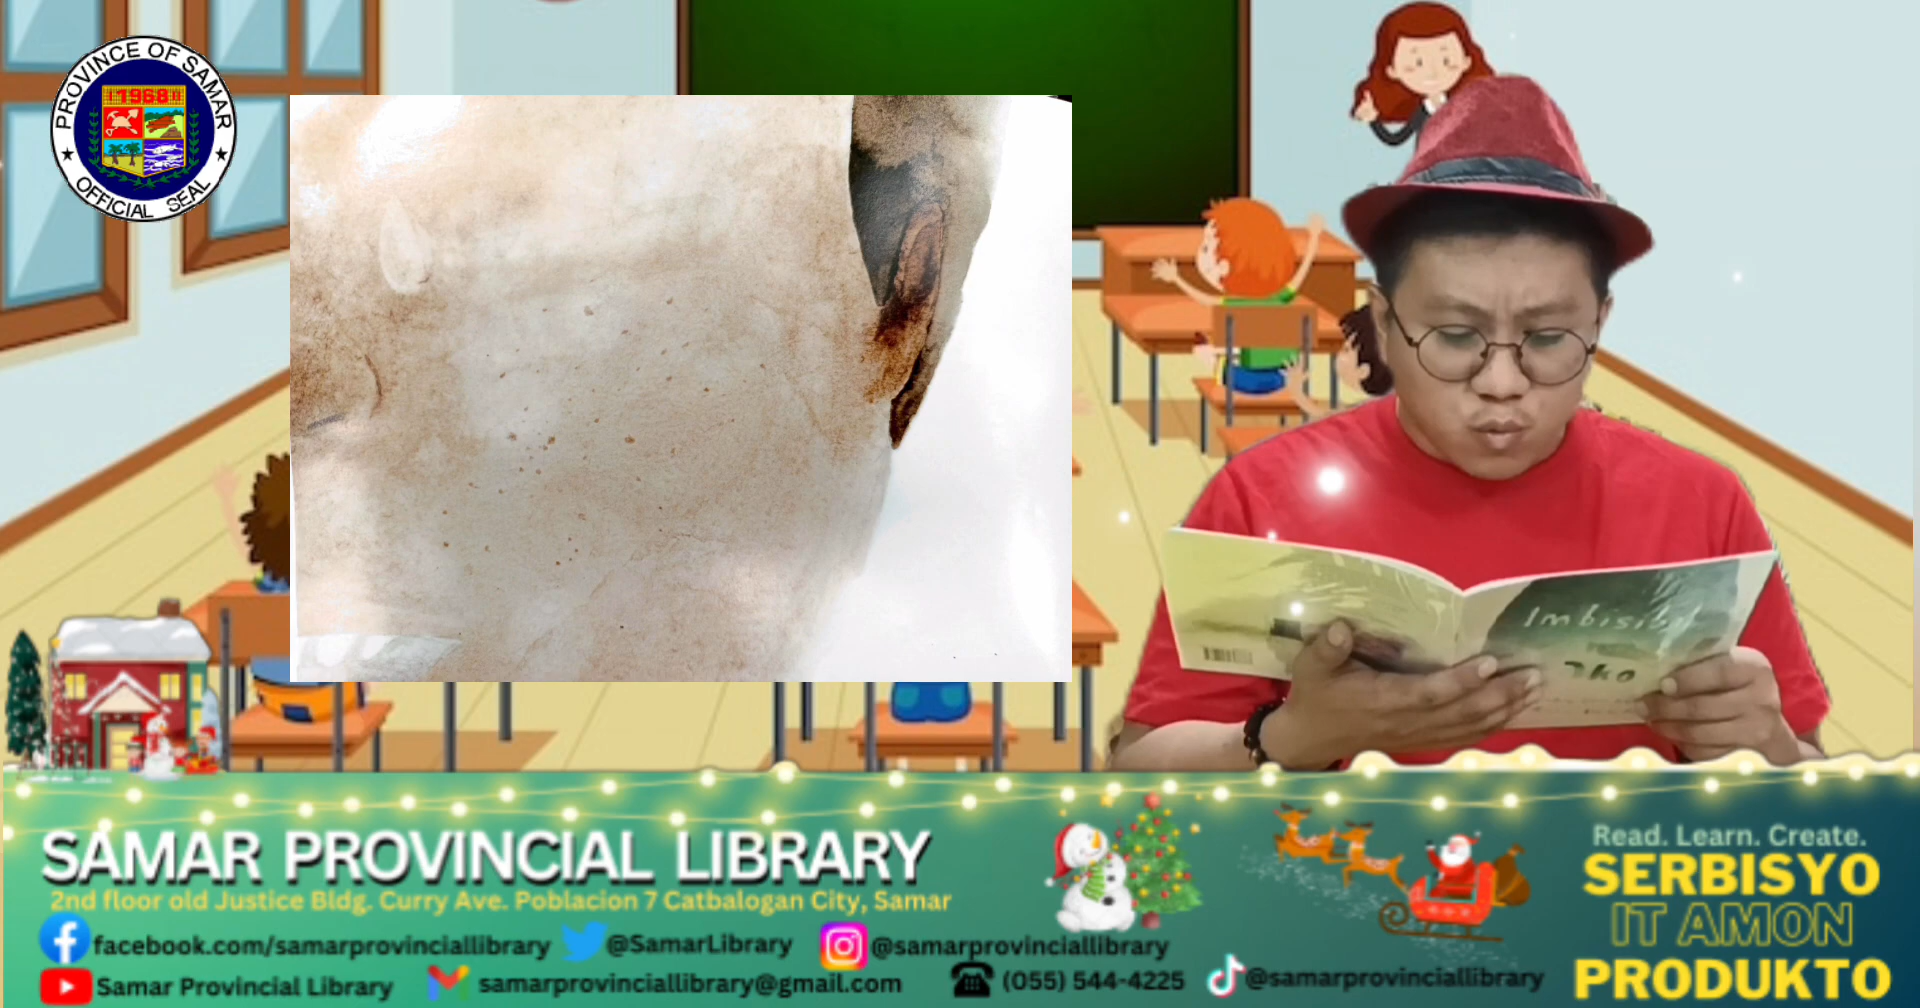 PROVINCE OF SAMAR
1968
OFFICIAL SEAL
Imbisibol
ako
SAMAR PROVINCIAL LIBRARY
2nd floor old Justice Bldg. Curry Ave. Poblacion 7 Catbalogan City, Samar
facebook.com/samarprovinciallibrary
@SamarLibrary
@samarprovinciallibrary
Samar Provincial Library
samarprovinciallibrary@gmail.com
(055) 544-4225
@samarprovinciallibrary
Read. Learn. Create.
SERBISYO
IT AMON
PRODUKTO